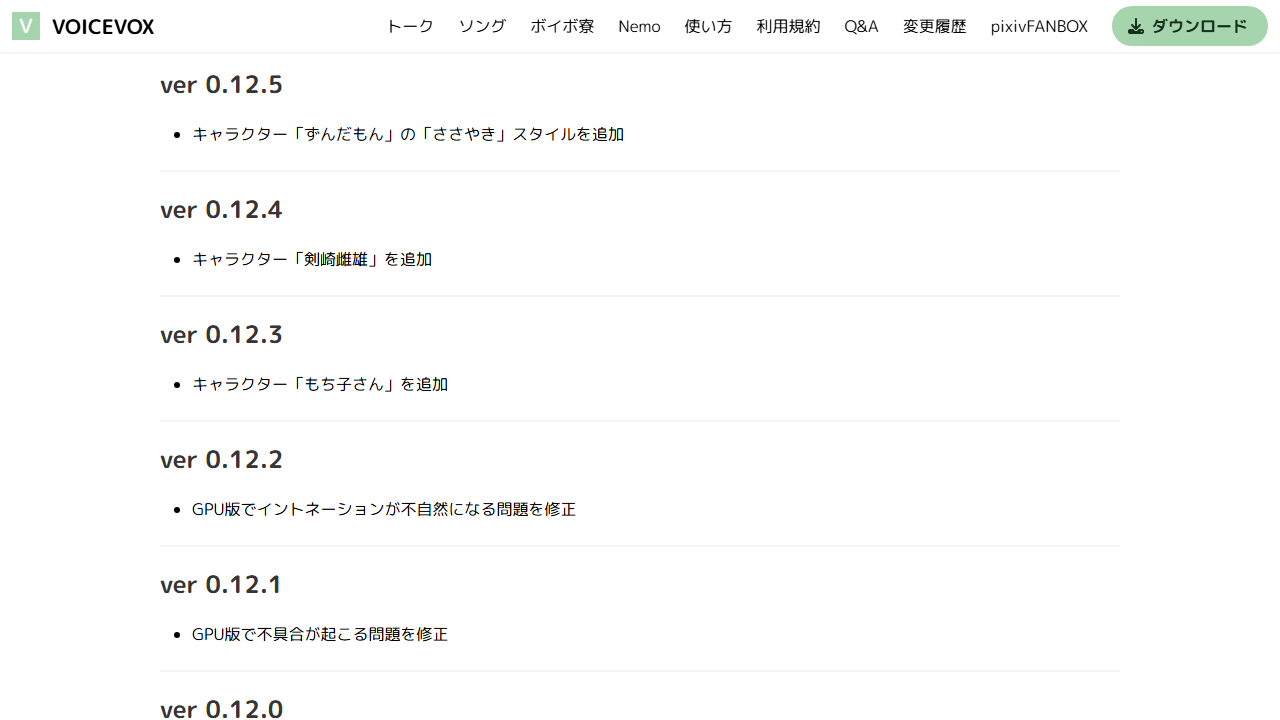 V VOICEVOX トーク ソング ボイボ寮 Nemo 使い方 利用規約 Q&A 変更履歴 pixivFANBOX ダウンロード
ver 0.12.5
• キャラクター「ずんだもん」の「ささやき」スタイルを追加
ver 0.12.4
• キャラクター「剣崎雌雄」を追加
ver 0.12.3
• キャラクター「もち子さん」を追加
ver 0.12.2
• GPU版でイントネーションが不自然になる問題を修正
ver 0.12.1
• GPU版で不具合が起こる問題を修正
ver 0.12.0